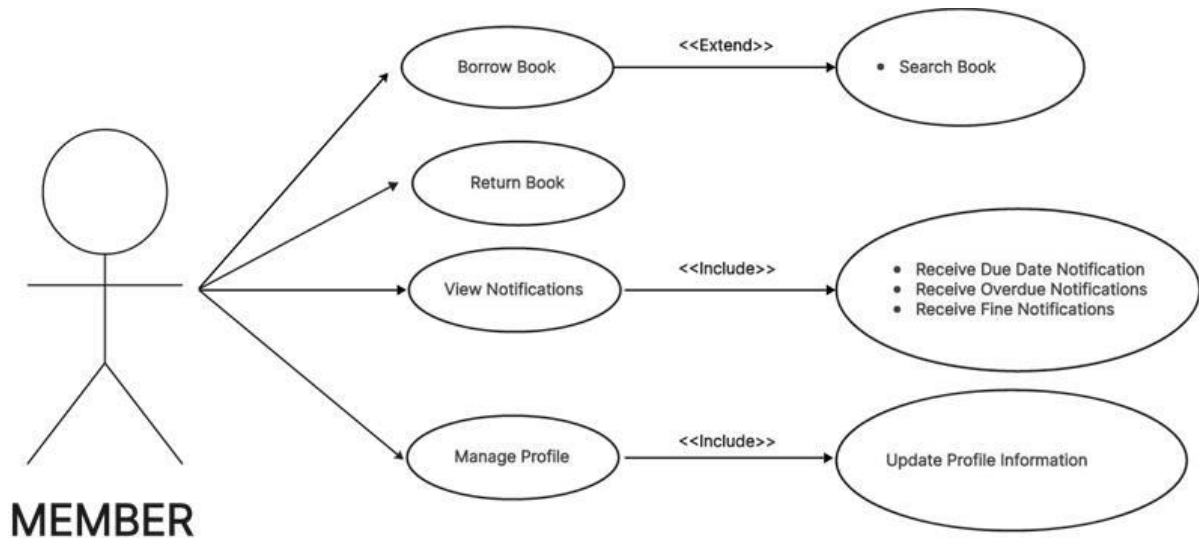 Borrow Book
<<Extend>>
• Search Book
Return Book
View Notifications
<<Include>>
• Receive Due Date Notification
• Receive Overdue Notifications
• Receive Fine Notifications
Manage Profile
<<Include>>
Update Profile Information
MEMBER